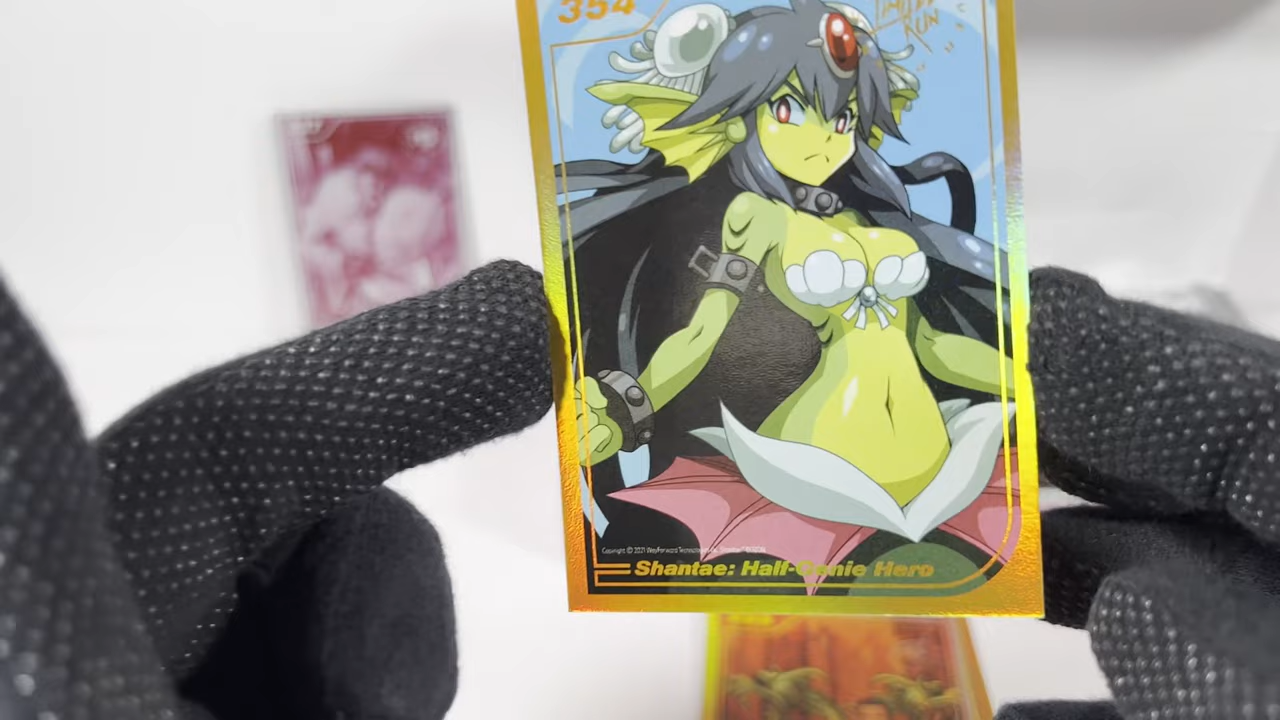 354
LIMITED
RUN
Copyright © 2021 WayForward Technologies,
Shantae: Half-Genie Hero